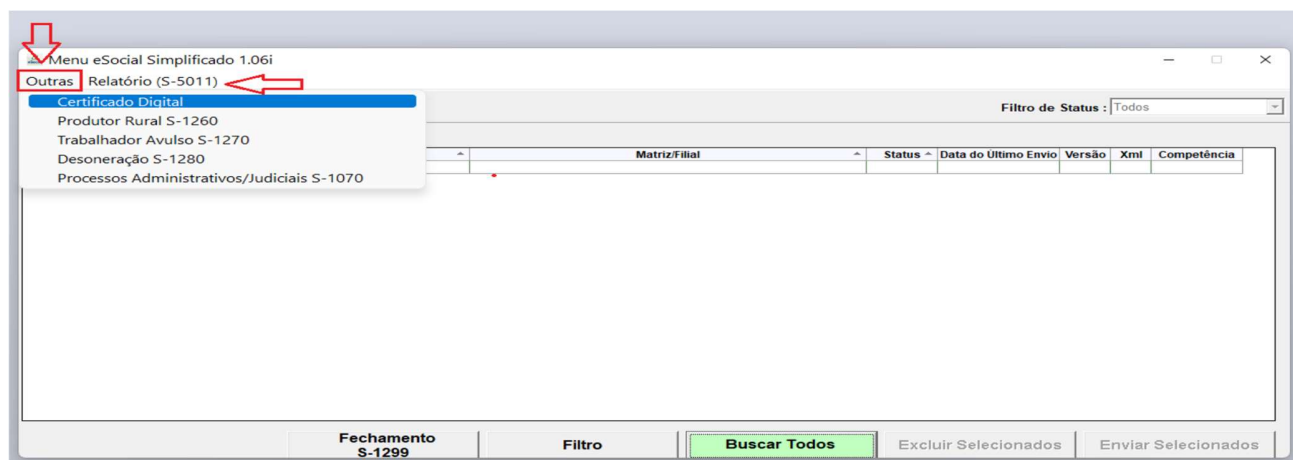 Menu eSocial Simplificado 1.06i
Outras Relatório (S-5011)
Certificado Digital
Filtro de Status : Todos
Produtor Rural S-1260
Trabalhador Avulso S-1270
Desoneração S-1280
Matriz/Filial Status Data do Último Envio Versão Xml Competência
Processos Administrativos/Judiciais S-1070
Fechamento
S-1299
Filtro
Buscar Todos
Excluir Selecionados
Enviar Selecionados